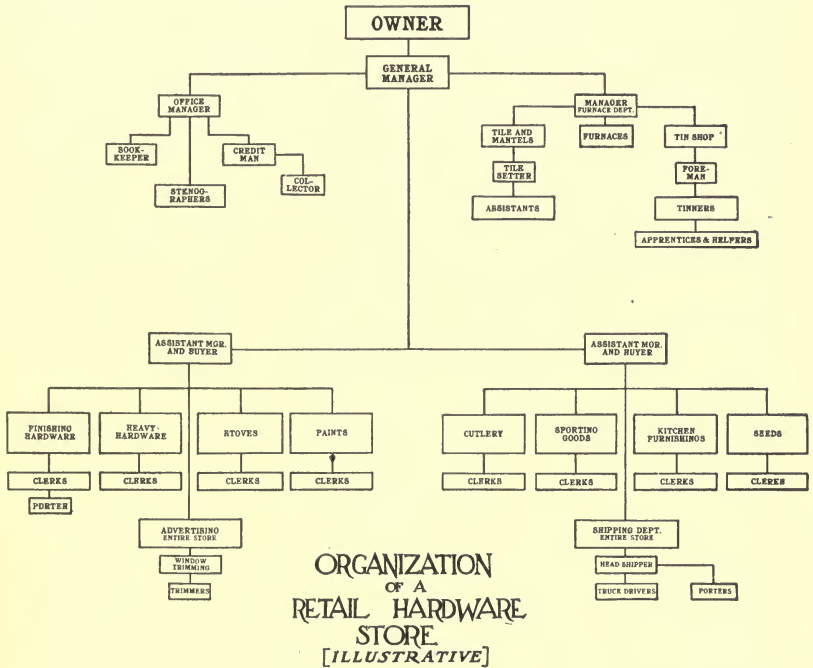 OWNER
GENERAL
MANAGER
OFFICE
MANAGER
BOOK-
KEEPER
STENOG-
RAPHERS
CREDIT
MAN
COL-
LECTOR
MANAGER
FURNACE DEPT.
TILE AND
MANTELS
TILE
SETTER
ASSISTANTS
FURNACES
TIN SHOP
FORE-
MAN
TINNERS
APPRENTICES & HELPERS
ASSISTANT MGR.
AND BUYER
FINISHING
HARDWARE
CLERKS
PORTER
HEAVY-
HARDWARE
CLERKS
STOVES
CLERKS
PAINTS
CLERKS
ADVERTISING
ENTIRE STORE
WINDOW
TRIMMING
TRIMMERS
ASSISTANT MGR.
AND BUYER
CUTLERY
CLERKS
SPORTING
GOODS
CLERKS
KITCHEN
FURNISHINGS
CLERKS
SEEDS
CLERKS
SHIPPING DEPT.
ENTIRE STORE
HEAD SHIPPER
TRUCK DRIVERS
PORTERS
ORGANIZATION
OF A
RETAIL HARDWARE
STORE
[ILLUSTRATIVE]